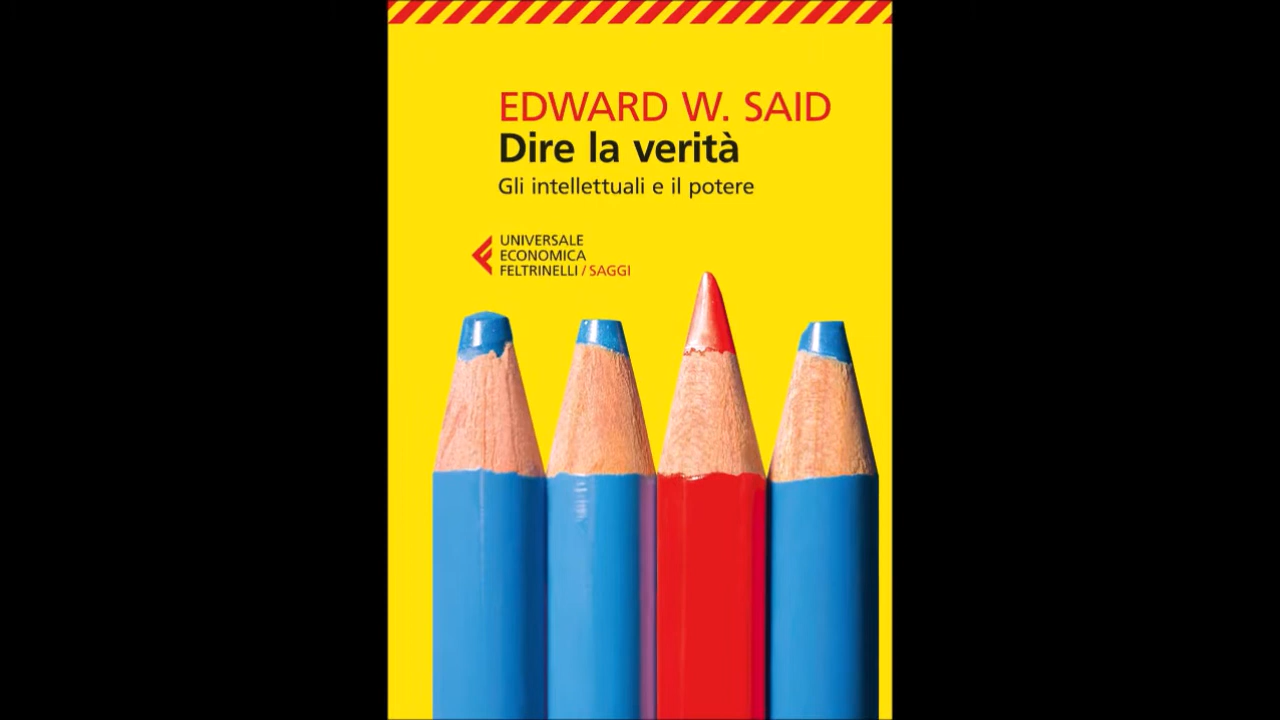 EDWARD W. SAID
Dire la verità
Gli intellettuali e il potere
UNIVERSALE
ECONOMICA
FELTRINELLI / SAGGI